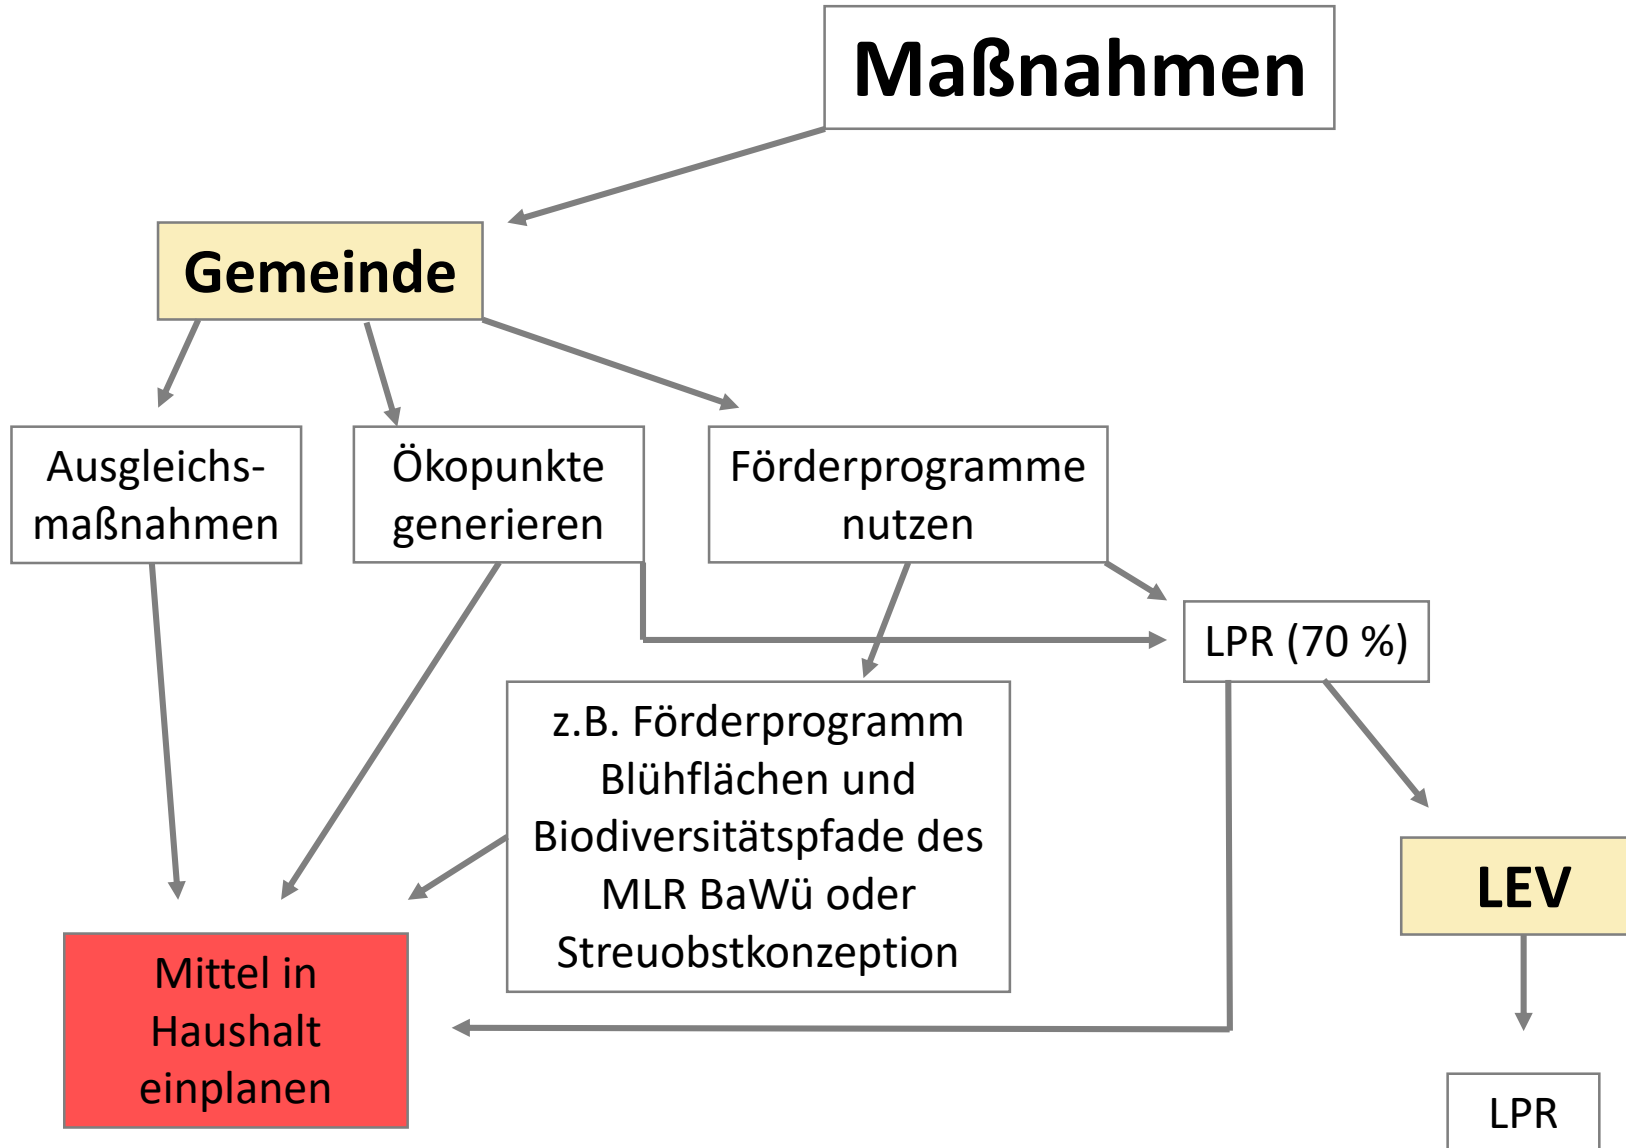 Maßnahmen
Gemeinde
Ausgleichs-
maßnahmen
Ökopunkte
generieren
Förderprogramme
nutzen
LPR (70 %)
z.B. Förderprogramm
Blühflächen und
Biodiversitätspfade des
MLR BaWü oder
Streuobstkonzeption
LEV
Mittel in
Haushalt
einplanen
LPR